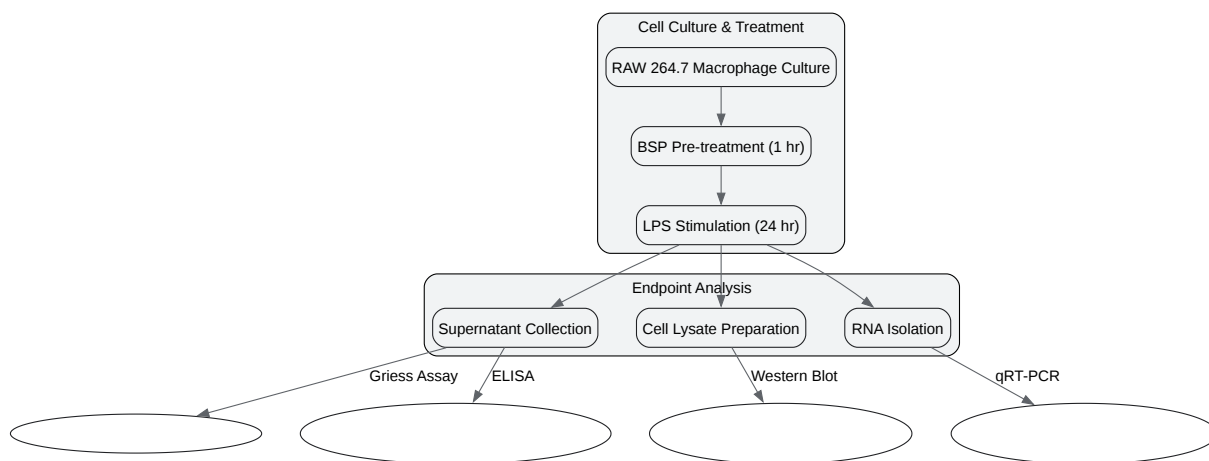 Cell Culture & Treatment
RAW 264.7 Macrophage Culture
BSP Pre-treatment (1 hr)
LPS Stimulation (24 hr)
Endpoint Analysis
Supernatant Collection
Cell Lysate Preparation
RNA Isolation
Griess Assay
ELISA
Western Blot
qRT-PCR